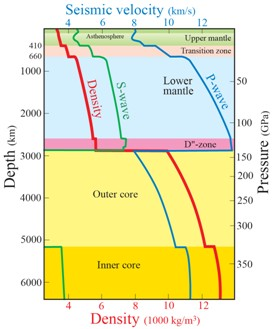 Seismic velocity (km/s)
4 6 8 10 12
Asthenosphere
Upper mantle
410
Transition zone
660
1000
Lower
mantle
50
Density
S-wave
P-wave
2000
100
D"-zone
3000
150
Depth (km)
Pressure (GPa)
200
4000
Outer core
250
5000
300
Inner core
350
6000
4 6 8 10 12
Density (1000 kg/m³)